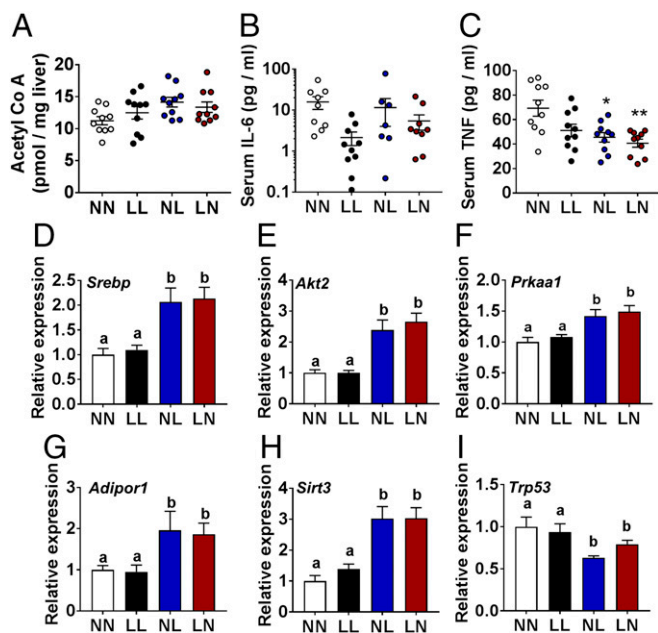 A
Acetyl Co A
(pmol / mg liver)
20
15
10
5
0
NN LL NL LN
B
Serum IL-6 (pg / ml)
1000
100
10
1
0.1
NN LL NL LN
C
Serum TNF (pg / ml)
120
100
80
60
40
20
0
* **
NN LL NL LN
D
Srebp
Relative expression
2.5
2.0
1.5
1.0
0.5
0.0
a a b b
NN LL NL LN
E
Akt2
Relative expression
4
3
2
1
0
a a b b
NN LL NL LN
F
Prkaa1
Relative expression
2.0
1.5
1.0
0.5
0.0
a a b b
NN LL NL LN
G
Adipor1
Relative expression
3
2
1
0
a a b b
NN LL NL LN
H
Sirt3
Relative expression
4
3
2
1
0
a a b b
NN LL NL LN
I
Trp53
Relative expression
1.5
1.0
0.5
0.0
a a b b
NN LL NL LN